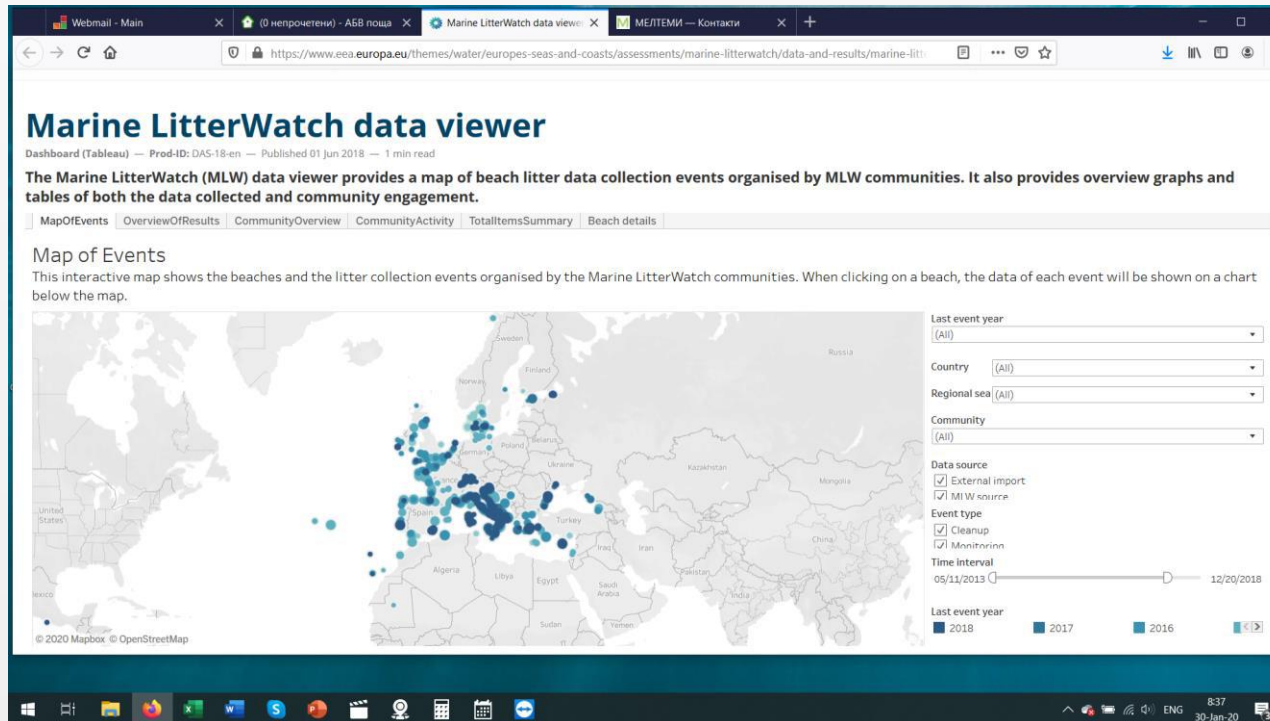 Webmail - Main
(0 непрочетени) - АБВ поща
Marine LitterWatch data viewer
МЕЛТЕМИ — Контакти
https://www.eea.europa.eu/themes/water/europes-seas-and-coasts/assessments/marine-litterwatch/data-and-results/marine-litt
Marine LitterWatch data viewer
Dashboard (Tableau) — Prod-ID: DAS-18-en — Published 01 Jun 2018 — 1 min read
The Marine LitterWatch (MLW) data viewer provides a map of beach litter data collection events organised by MLW communities. It also provides overview graphs and
tables of both the data collected and community engagement.
MapOfEvents OverviewOfResults CommunityOverview CommunityActivity TotalItemsSummary Beach details
Map of Events
This interactive map shows the beaches and the litter collection events organised by the Marine LitterWatch communities. When clicking on a beach, the data of each event will be shown on a chart
below the map.
Last event year
(All)
Country (All)
Regional sea (All)
Community
(All)
Data source
External import
MLW source
Event type
Cleanup
Monitoring
Time interval
05/11/2013 12/20/2018
Last event year
2018 2017 2016
Sweden
Finland
Norway
Russia
Poland
Belarus
Germany
Ukraine
France
Kazakhstan
Mongolia
United
States
Spain
Turkey
China
Iraq
Iran
Algeria
Libya
Egypt
Saudi
Arabia
Pakistan
India
Mexico
Sudan
Yemen
© 2020 Mapbox © OpenStreetMap
ENG
8:37
30-Jan-20